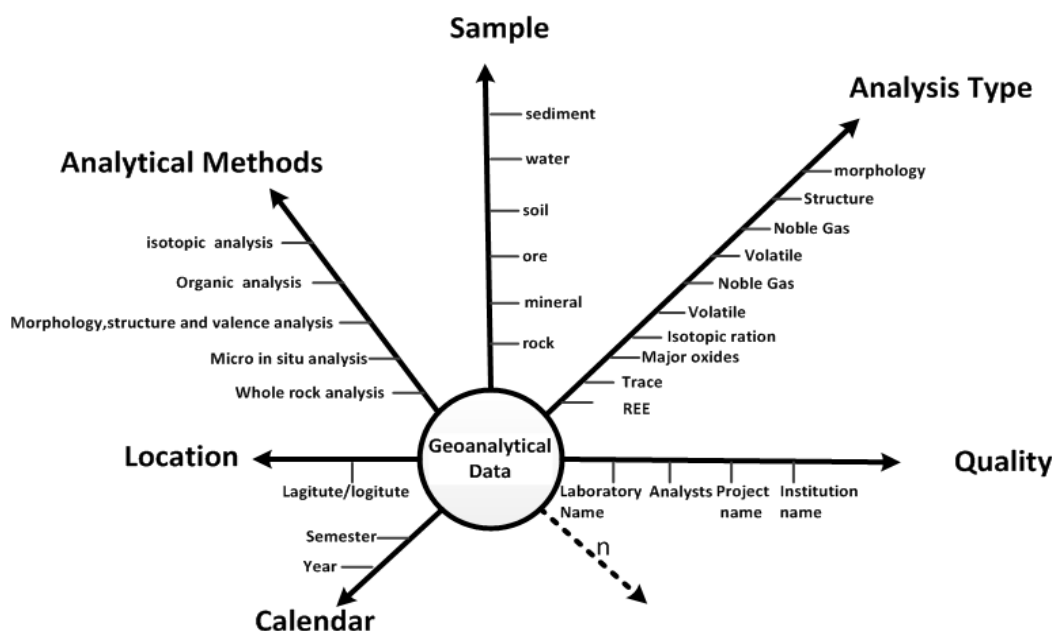 Sample
sediment
water
soil
ore
mineral
rock
Analysis Type
morphology
Structure
Noble Gas
Volatile
Noble Gas
Volatile
Isotopic ration
Major oxides
Trace
REE
Analytical Methods
isotopic analysis
Organic analysis
Morphology,structure and valence analysis
Micro in situ analysis
Whole rock analysis
Geoanalytical
Data
Location
Lagitute/logitute
Quality
Laboratory
Name
Analysts
Project
name
Institution
name
Semester
Year
Calendar
n